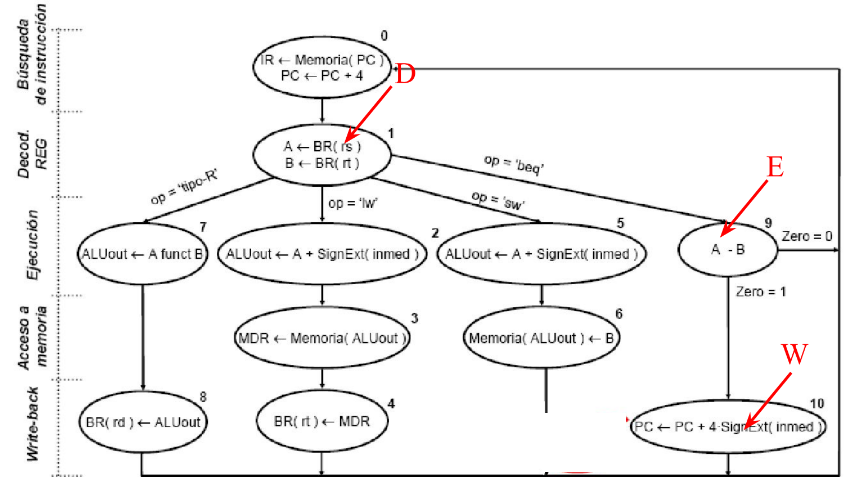 Búsqueda
de instrucción
0
IR ← Memoria( PC )
PC ← PC + 4
D
Decod.
REG
1
A ← BR( rs )
B ← BR( rt )
op = 'tipo-R'
op = 'lw'
op = 'sw'
op = 'beq'
E
Ejecución
7
ALUout ← A funct B
2
ALUout ← A + SignExt( inmed )
5
ALUout ← A + SignExt( inmed )
9
A - B
Zero = 0
Zero = 1
Acceso a
memoria
3
MDR ← Memoria( ALUout )
6
Memoria( ALUout ) ← B
W
Write-back
8
BR( rd ) ← ALUout
4
BR( rt ) ← MDR
10
PC ← PC + 4·SignExt( inmed )